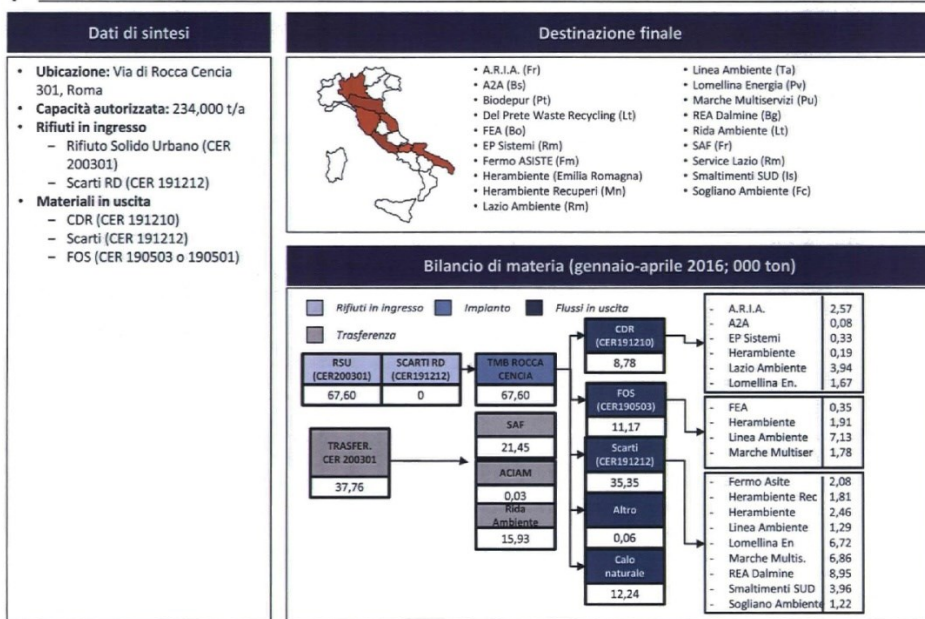 Dati di sintesi
• Ubicazione: Via di Rocca Cencia
301, Roma
• Capacità autorizzata: 234,000 t/a
• Rifiuti in ingresso
– Rifiuto Solido Urbano (CER
200301)
– Scarti RD (CER 191212)
• Materiali in uscita
– CDR (CER 191210)
– Scarti (CER 191212)
– FOS (CER 190503 o 190501)
Destinazione finale
• A.R.I.A. (Fr)
• A2A (Bs)
• Biodepur (Pt)
• Del Prete Waste Recycling (Lt)
• FEA (Bo)
• EP Sistemi (Rm)
• Fermo ASISTE (Fm)
• Herambiente (Emilia Romagna)
• Herambiente Recuperi (Mn)
• Lazio Ambiente (Rm)
• Linea Ambiente (Ta)
• Lomellina Energia (Pv)
• Marche Multiservizi (Pu)
• REA Dalmine (Bg)
• Rida Ambiente (Lt)
• SAF (Fr)
• Service Lazio (Rm)
• Smaltimenti SUD (Is)
• Sogliano Ambiente (Fc)
Bilancio di materia (gennaio-aprile 2016; 000 ton)
Rifiuti in ingresso
Impianto
Flussi in uscita
Trasferenza
RSU
(CER200301)
67,60
SCARTI RD
(CER191212)
0
TMB ROCCA
CENCIA
67,60
TRASFER.
CER 200301
37,76
SAF
21,45
ACIAM
0,03
Rida
Ambiente
15,93
CDR
(CER191210)
8,78
FOS
(CER190503)
11,17
Scarti
(CER191212)
35,35
Altro
0,06
Calo
naturale
12,24
- A.R.I.A. 2,57
- A2A 0,08
- EP Sistemi 0,33
- Herambiente 0,19
- Lazio Ambiente 3,94
- Lomellina En. 1,67
- FEA 0,35
- Herambiente 1,91
- Linea Ambiente 7,13
- Marche Multiser 1,78
- Fermo Asite 2,08
- Herambiente Rec 1,81
- Herambiente 2,46
- Linea Ambiente 1,29
- Lomellina En 6,72
- Marche Multis. 6,86
- REA Dalmine 8,95
- Smaltimenti SUD 3,96
- Sogliano Ambiente 1,22